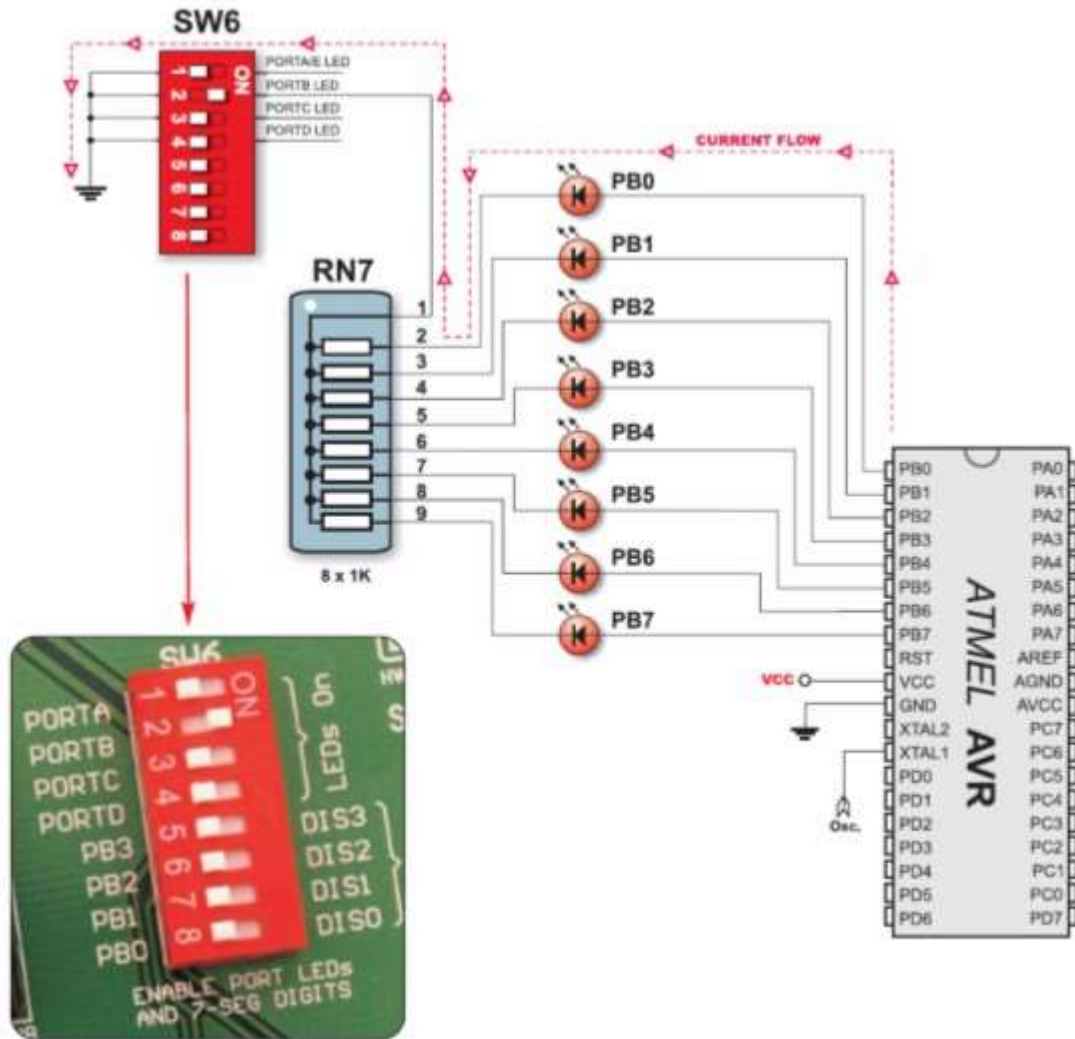 SW6
1
2
3
4
5
6
7
8
ON
PORTA/E LED
PORTB LED
PORTC LED
PORTD LED
CURRENT FLOW
RN7
1
2
3
4
5
6
7
8
9
8 x 1K
PB0
PB1
PB2
PB3
PB4
PB5
PB6
PB7
PB0 PA0
PB1 PA1
PB2 PA2
PB3 PA3
PB4 PA4
PB5 PA5
PB6 PA6
PB7 PA7
RST AREF
VCC AGND
GND AVCC
XTAL2 PC7
XTAL1 PC6
PD0 PC5
PD1 PC4
PD2 PC3
PD3 PC2
PD4 PC1
PD5 PC0
PD6 PD7
ATMEL AVR
VCC
Osc.
SW6
1
2
3
4
5
6
7
8
ON
PORTA
PORTB
PORTC
PORTD
PB3
PB2
PB1
PB0
LEDs On
DIS3
DIS2
DIS1
DIS0
ENABLE PORT LEDs
AND 7-SEG DIGITS